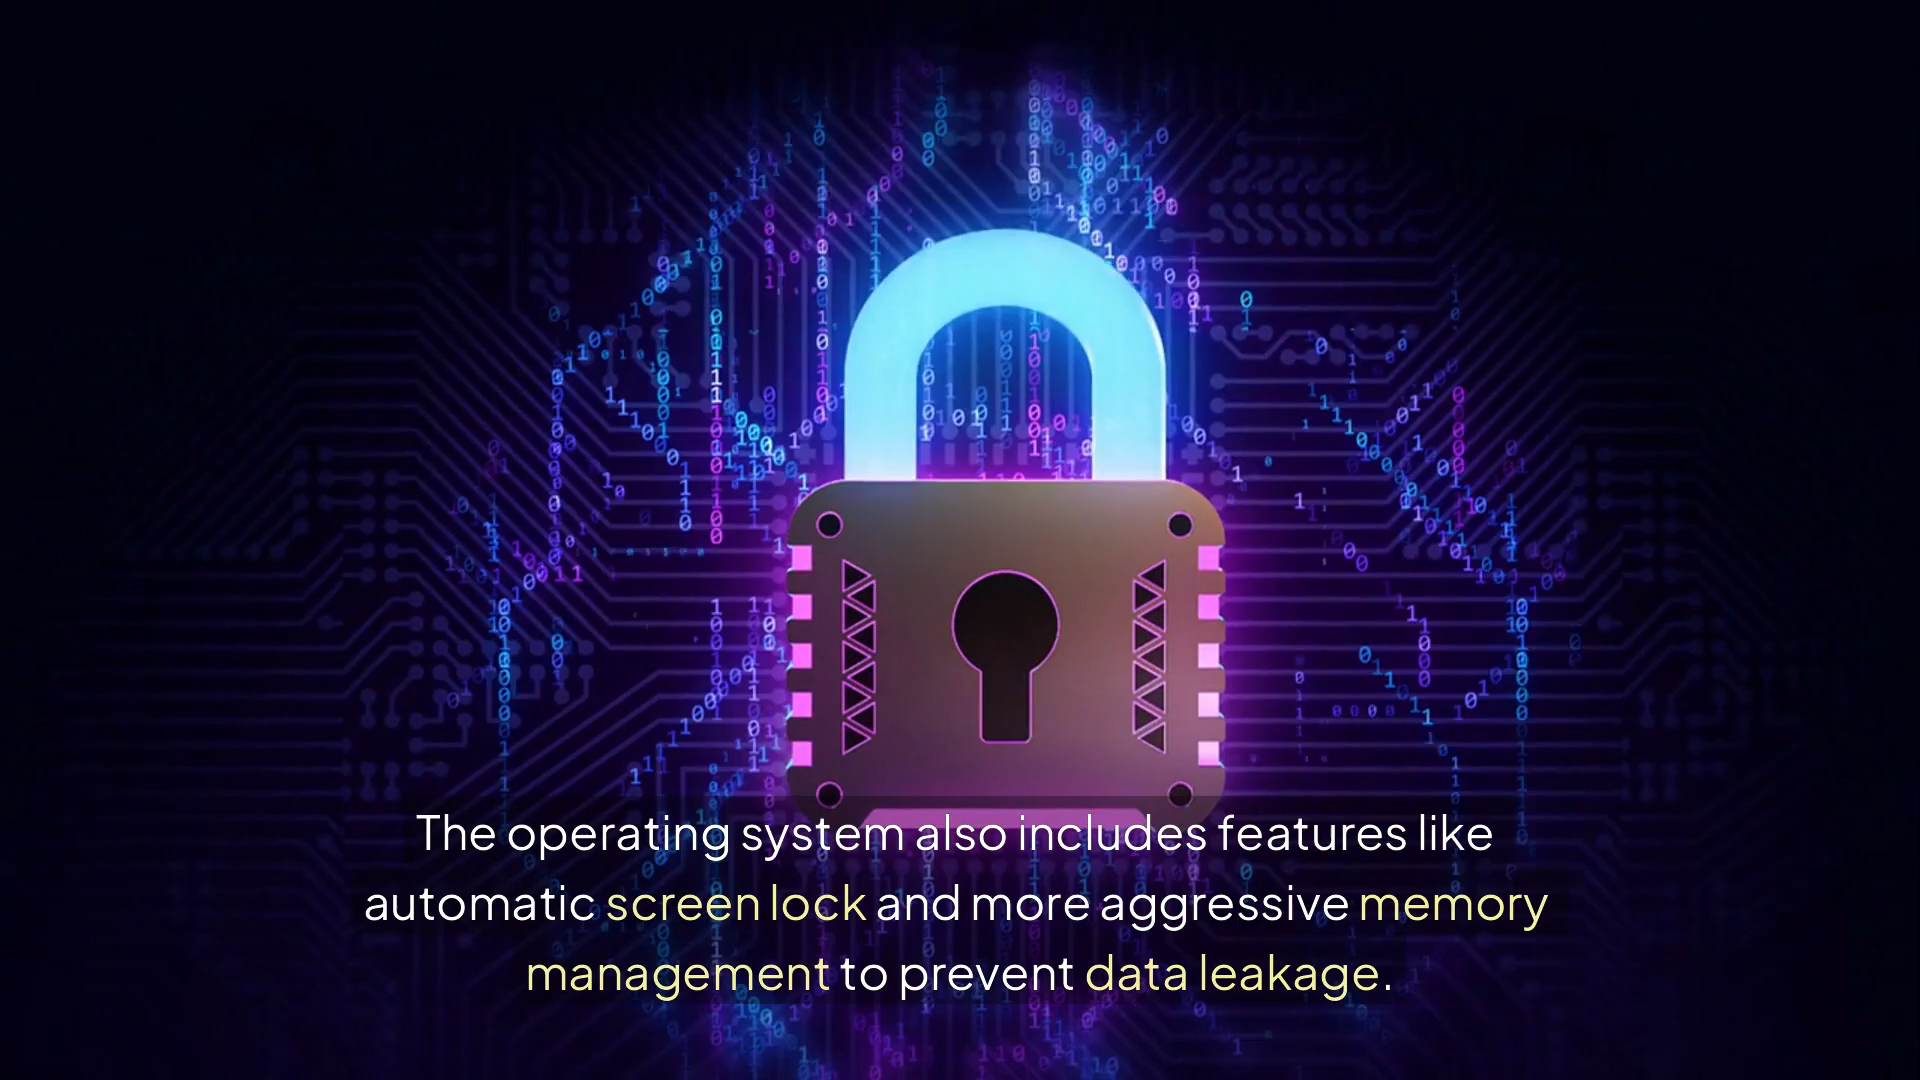 The operating system also includes features like
automatic screen lock and more aggressive memory
management to prevent data leakage.